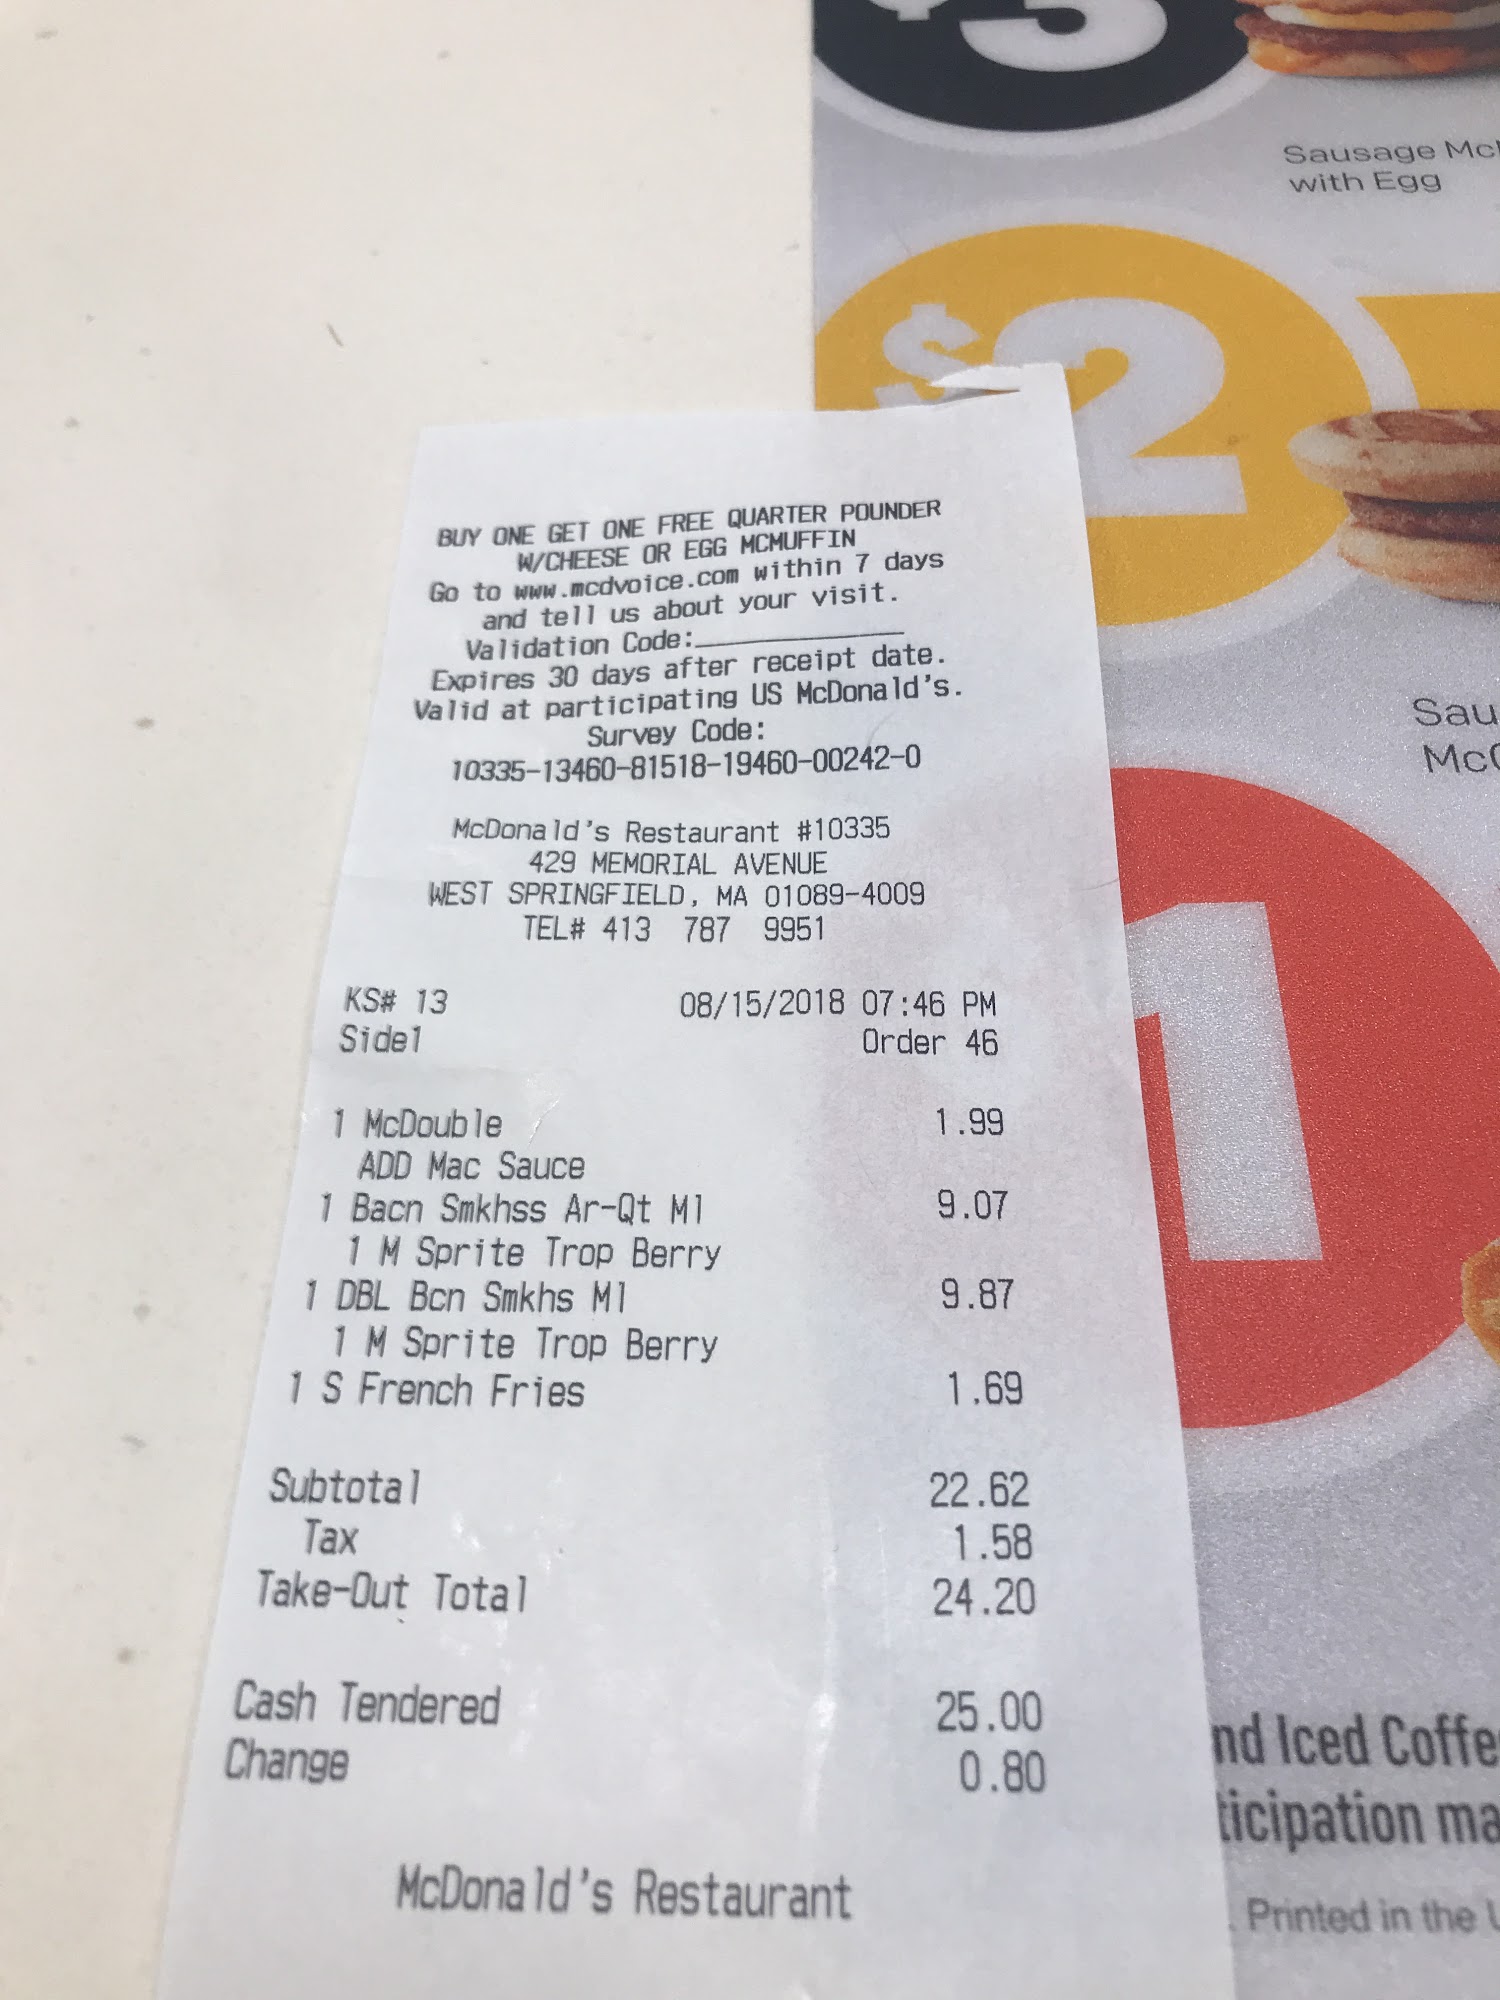 BUY ONE GET ONE FREE QUARTER POUNDER
W/CHEESE OR EGG MCMUFFIN
Go to www.mcdvoice.com within 7 days
and tell us about your visit.
Validation Code:
Expires 30 days after receipt date.
Valid at participating US McDonald's.
Survey Code:
10335-13460-81518-19460-00242-0
McDonald's Restaurant #10335
429 MEMORIAL AVENUE
WEST SPRINGFIELD, MA 01089-4009
TEL# 413 787 9951
KS# 13 08/15/2018 07:46 PM
Side1 Order 46
1 McDouble 1.99
ADD Mac Sauce
1 Bacn Smkhss Ar-Qt Ml 9.07
1 M Sprite Trop Berry
1 DBL Bcn Smkhs Ml 9.87
1 M Sprite Trop Berry
1 S French Fries 1.69
Subtotal 22.62
Tax 1.58
Take-Out Total 24.20
Cash Tendered 25.00
Change 0.80
McDonald's Restaurant
$3
Sausage
with Egg
$2
1
Iced
Printed in the